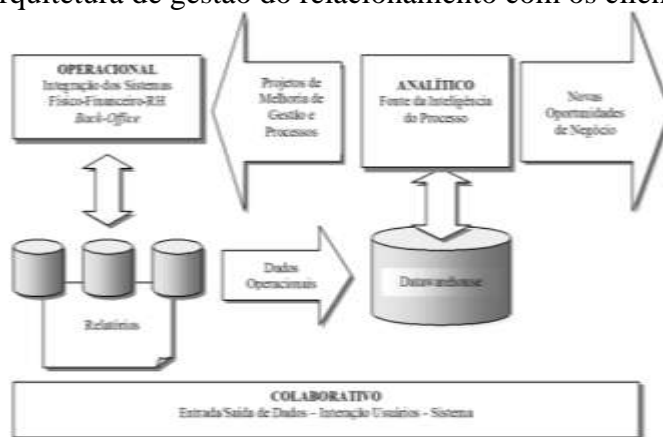 rquitetura de gestão do relacionamento com os clien
OPERACIONAL
Integração dos Sistemas
Físico-Financeiro-RH
Back-Office
Projetos de
Melhoria de
Gestão e
Processos
ANALÍTICO
Fonte da Inteligência
do Processo
Novas
Oportunidades
de Negócio
Dados
Operacionais
Datawarehouse
Relatórios
COLABORATIVO
Entrada/Saída de Dados – Interação Usuários - Sistema